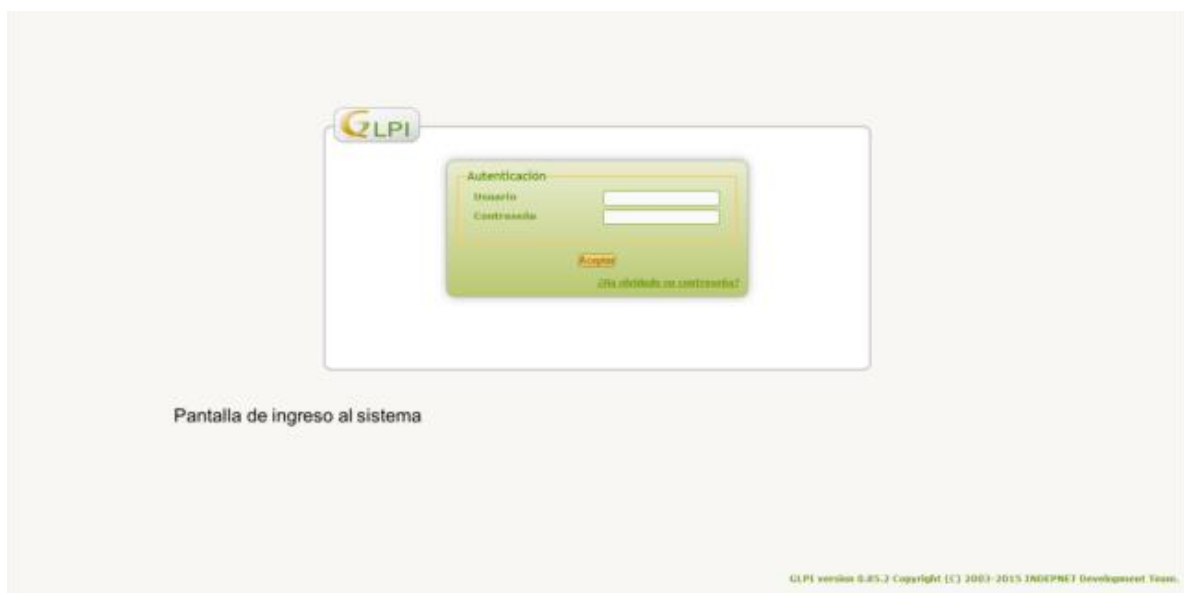 GLPI
Autenticación
Usuario
Contraseña
Aceptar
¿Ha olvidado su contraseña?
Pantalla de ingreso al sistema
GLPI version 0.85.2 Copyright (C) 2003-2015 INDEPNET Development Team.